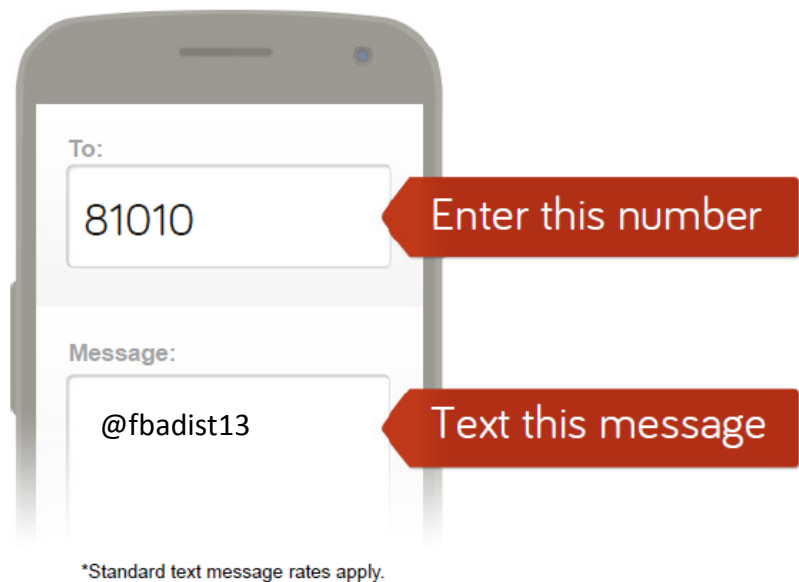 To:
81010
Enter this number
Message:
@fbadist13
Text this message
*Standard text message rates apply.